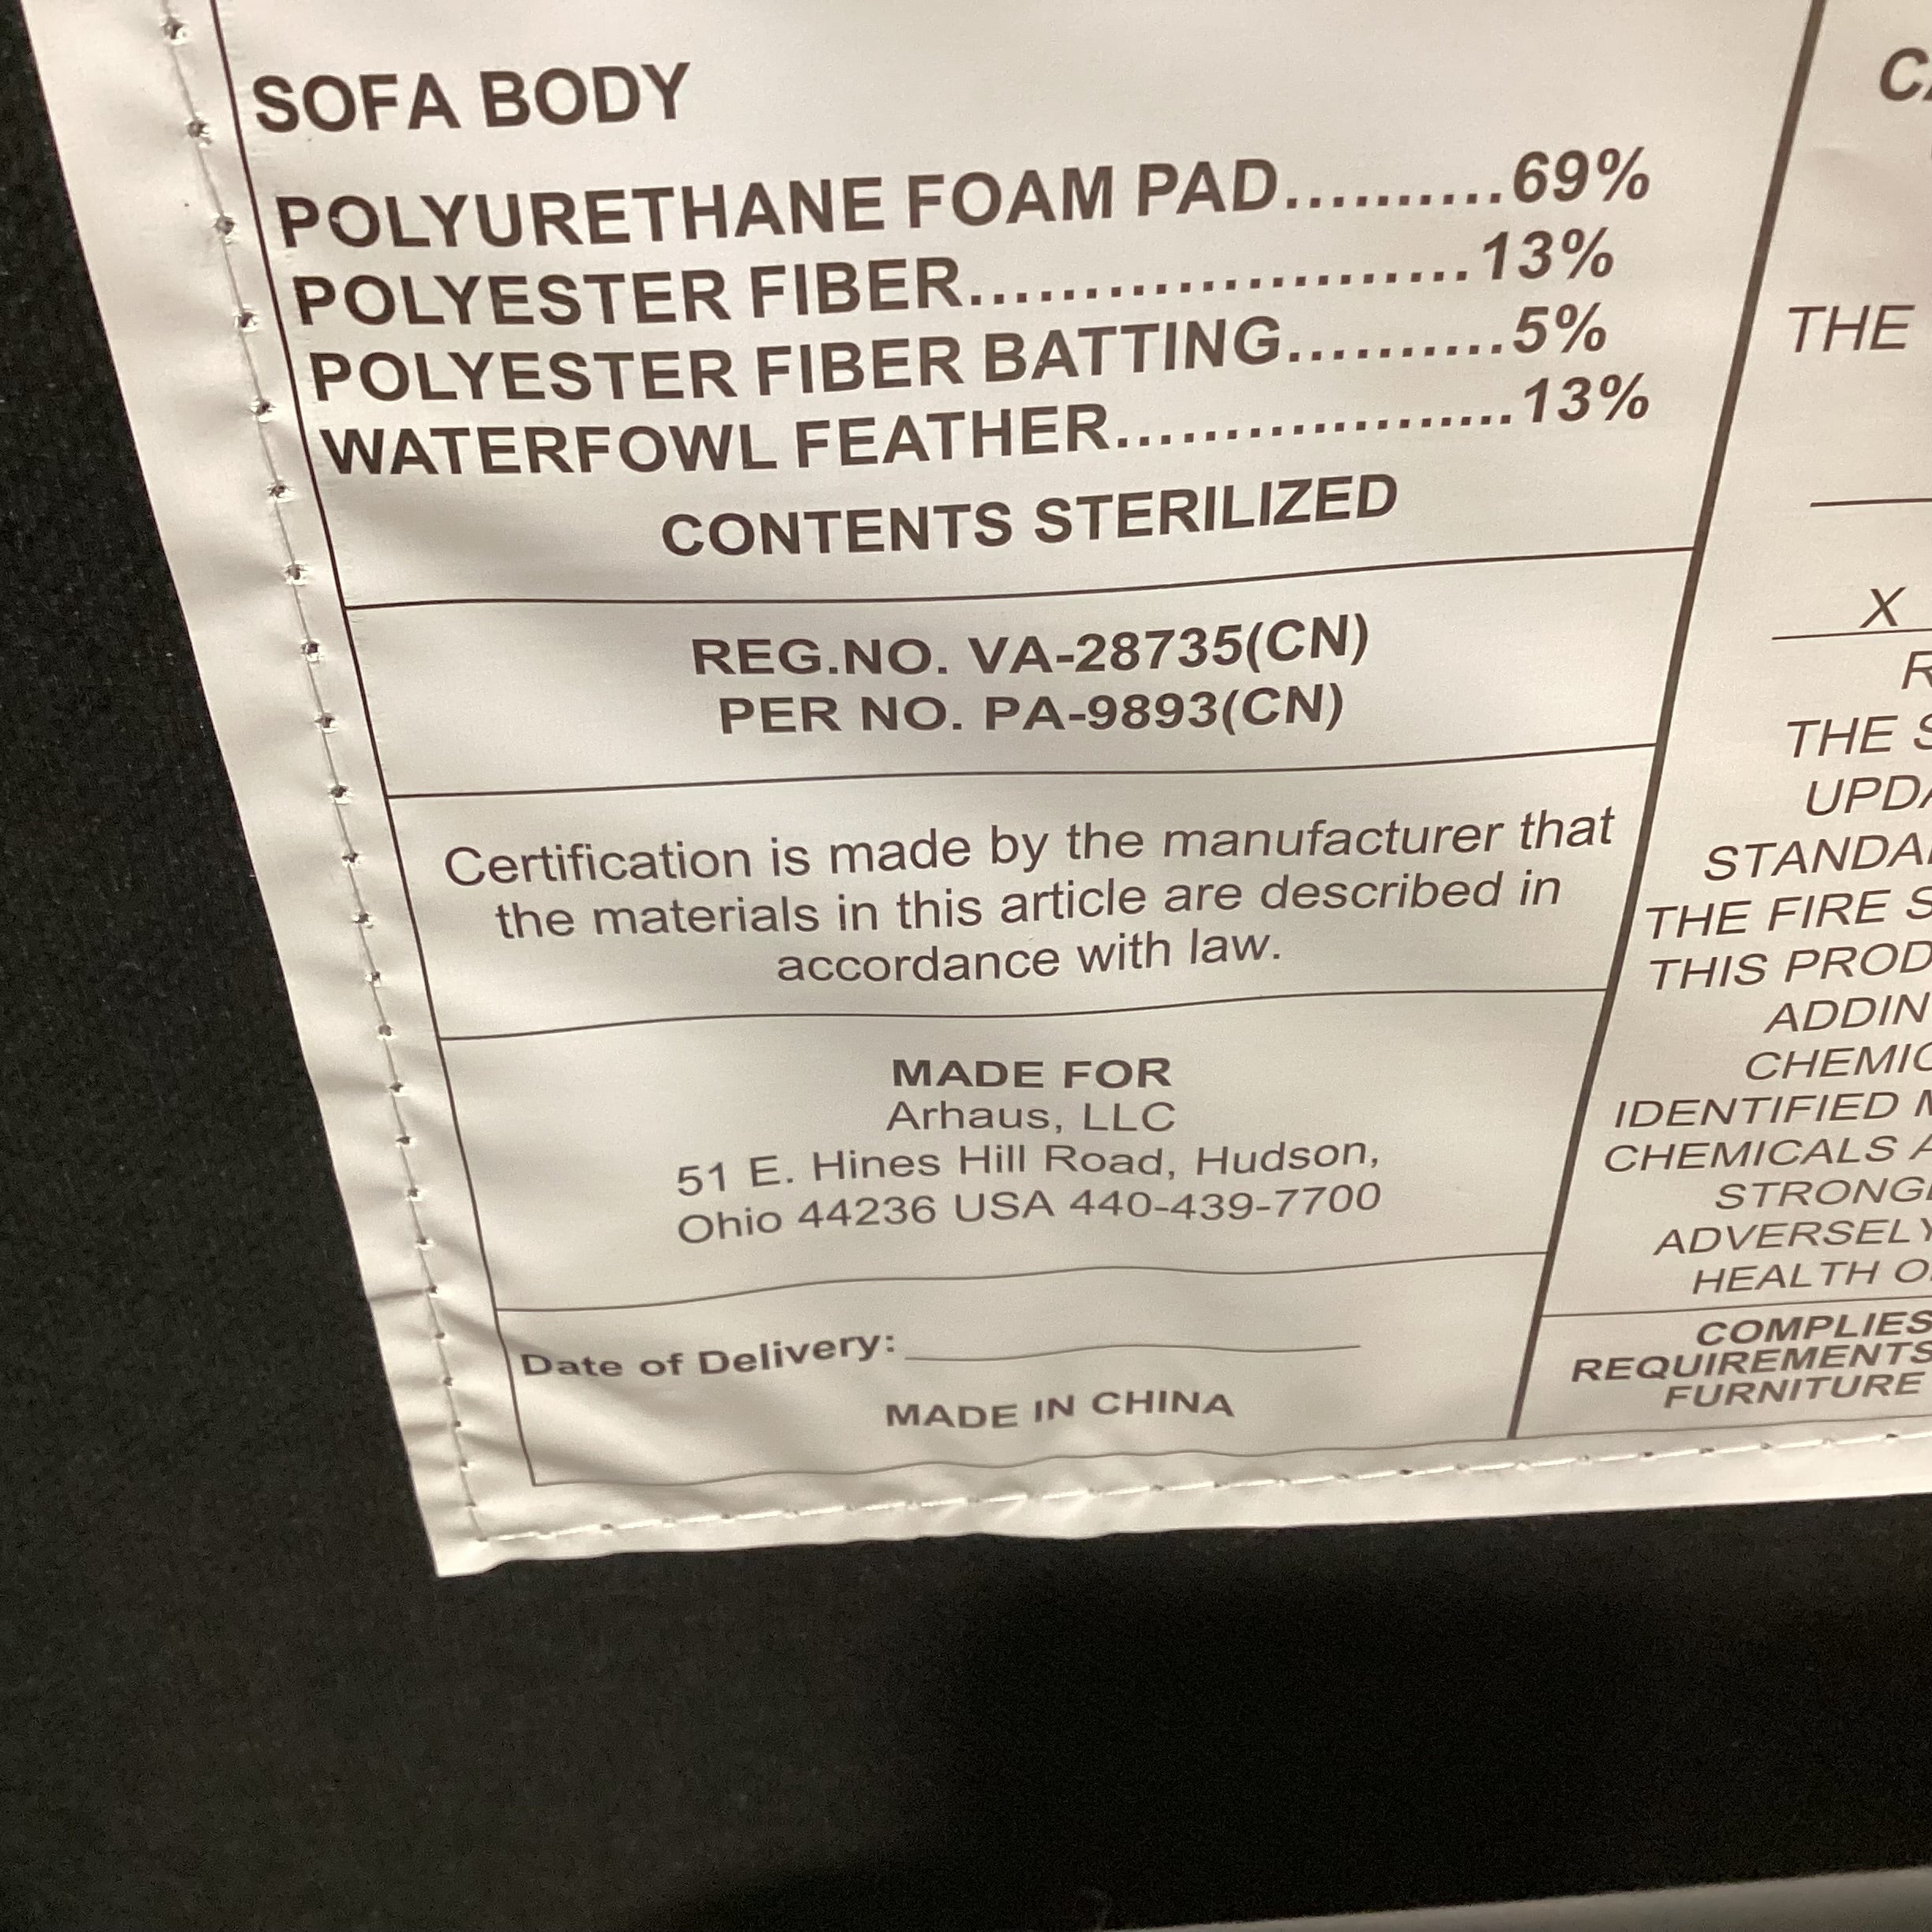 SOFA BODY
POLYURETHANE FOAM PAD..........69%
POLYESTER FIBER......................13%
POLYESTER FIBER BATTING..........5%
WATERFOWL FEATHER...................13%
CONTENTS STERILIZED
REG.NO. VA-28735(CN)
PER NO. PA-9893(CN)
Certification is made by the manufacturer that
the materials in this article are described in
accordance with law.
MADE FOR
Arhaus, LLC
51 E. Hines Hill Road, Hudson,
Ohio 44236 USA 440-439-7700
Date of Delivery:
MADE IN CHINA
THE
X
THE
THE FIRE
THIS
IDENTIFIED
CHEMICALS
HEALTH
COMPLIES
REQUIREMENTS
FURNITURE